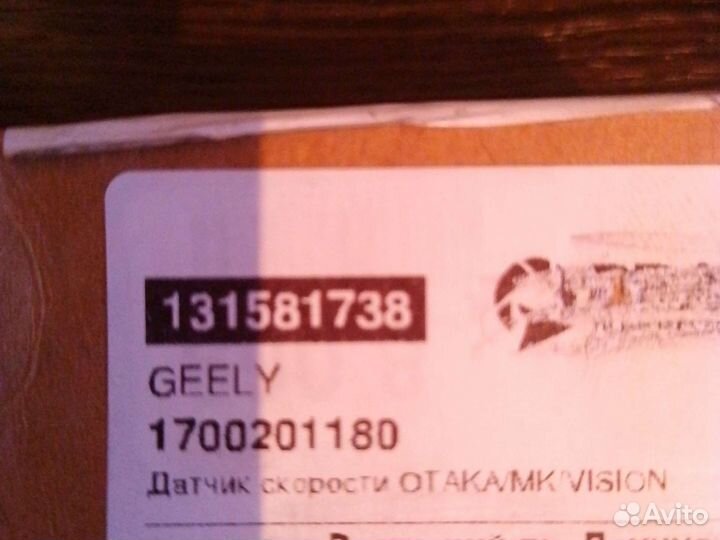 131581738
GEELY
1700201180
Датчик скорости OTAKA/MK/VISION
Avito